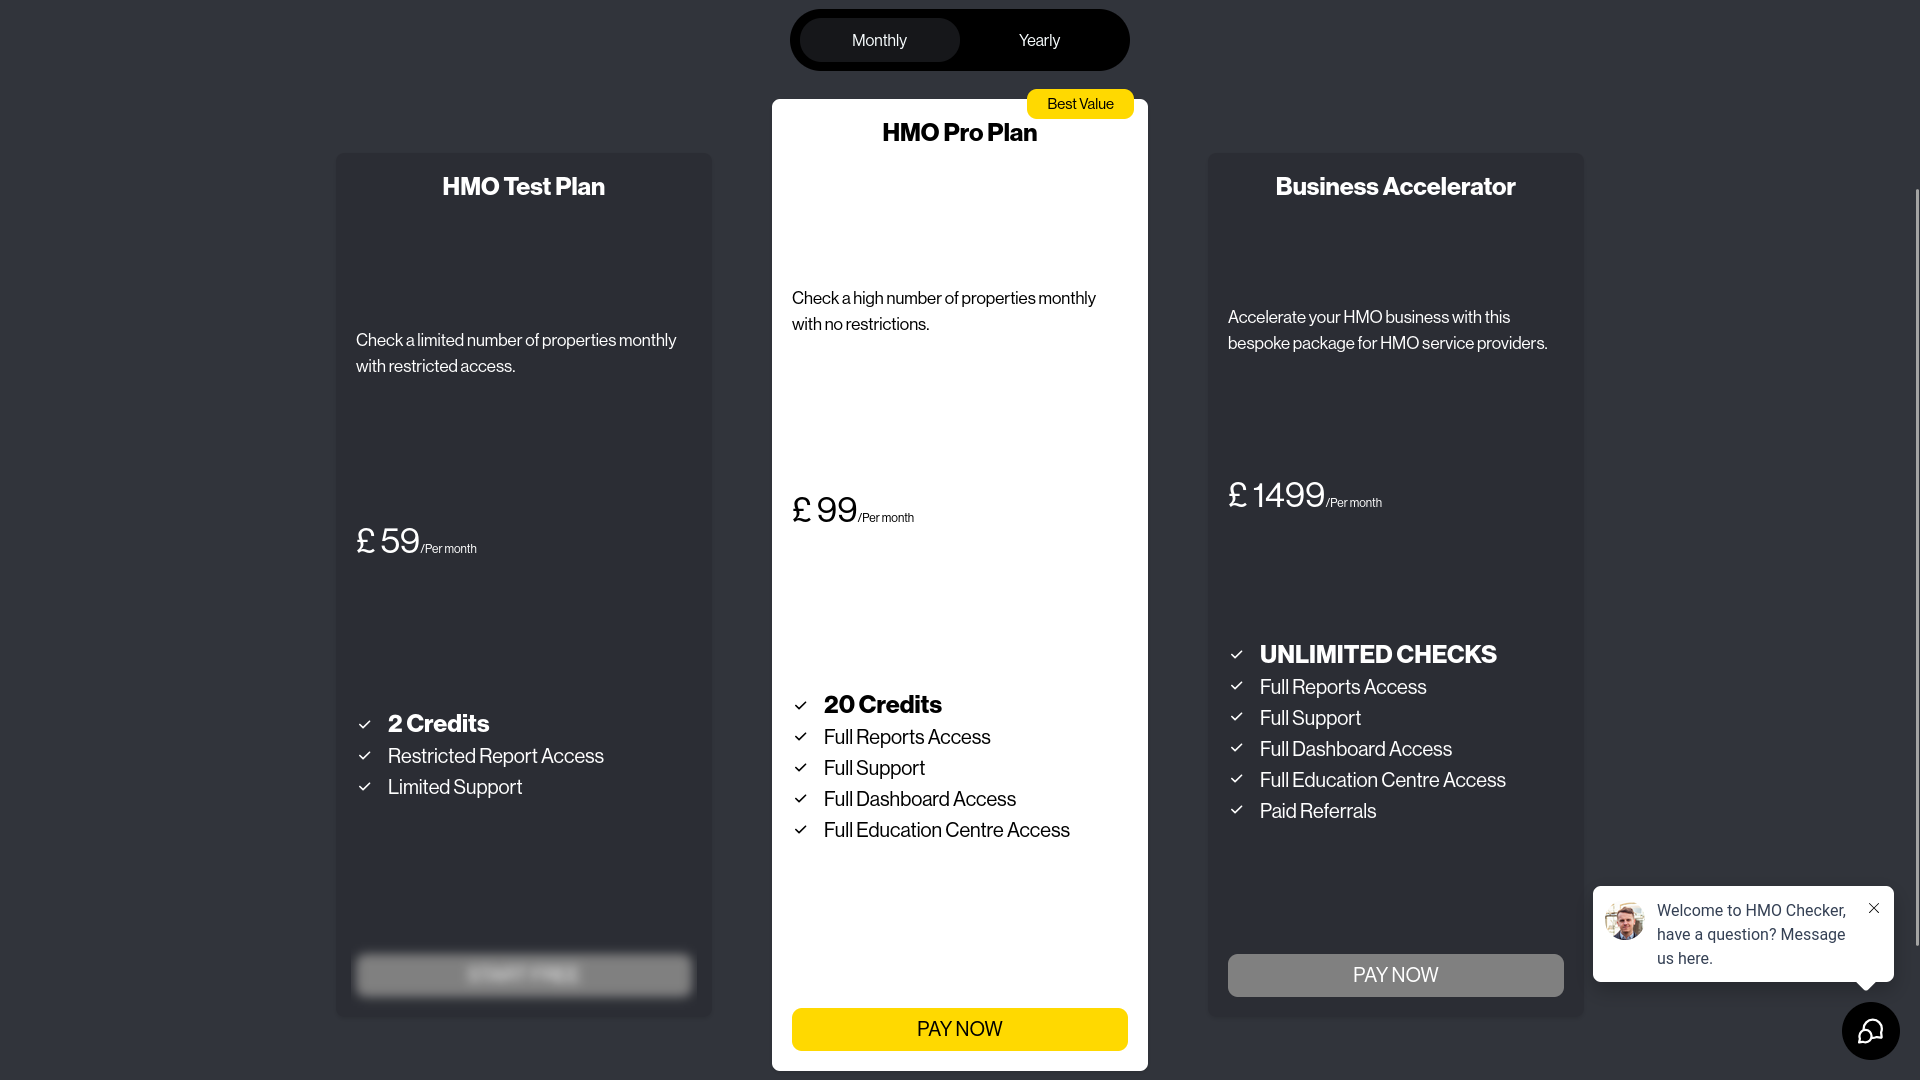 Monthly
Yearly
HMO Test Plan
Check a limited number of properties monthly
with restricted access.
£ 59/Per month
2 Credits
Restricted Report Access
Limited Support
Best Value
HMO Pro Plan
Check a high number of properties monthly
with no restrictions.
£ 99/Per month
20 Credits
Full Reports Access
Full Support
Full Dashboard Access
Full Education Centre Access
PAY NOW
Business Accelerator
Accelerate your HMO business with this
bespoke package for HMO service providers.
£ 1499/Per month
UNLIMITED CHECKS
Full Reports Access
Full Support
Full Dashboard Access
Full Education Centre Access
Paid Referrals
PAY NOW
Welcome to HMO Checker,
have a question? Message
us here.